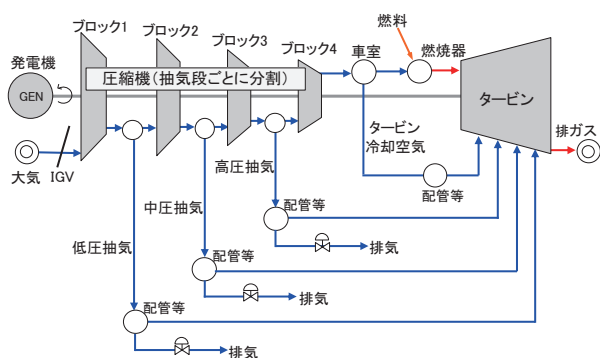 ブロック1
ブロック2
ブロック3
ブロック4
車室
燃料
燃焼器
発電機
GEN
圧縮機(抽気段ごとに分割)
タービン
大気
IGV
タービン
冷却空気
配管等
排ガス
高圧抽気
配管等
排気
中圧抽気
配管等
排気
低圧抽気
配管等
排気